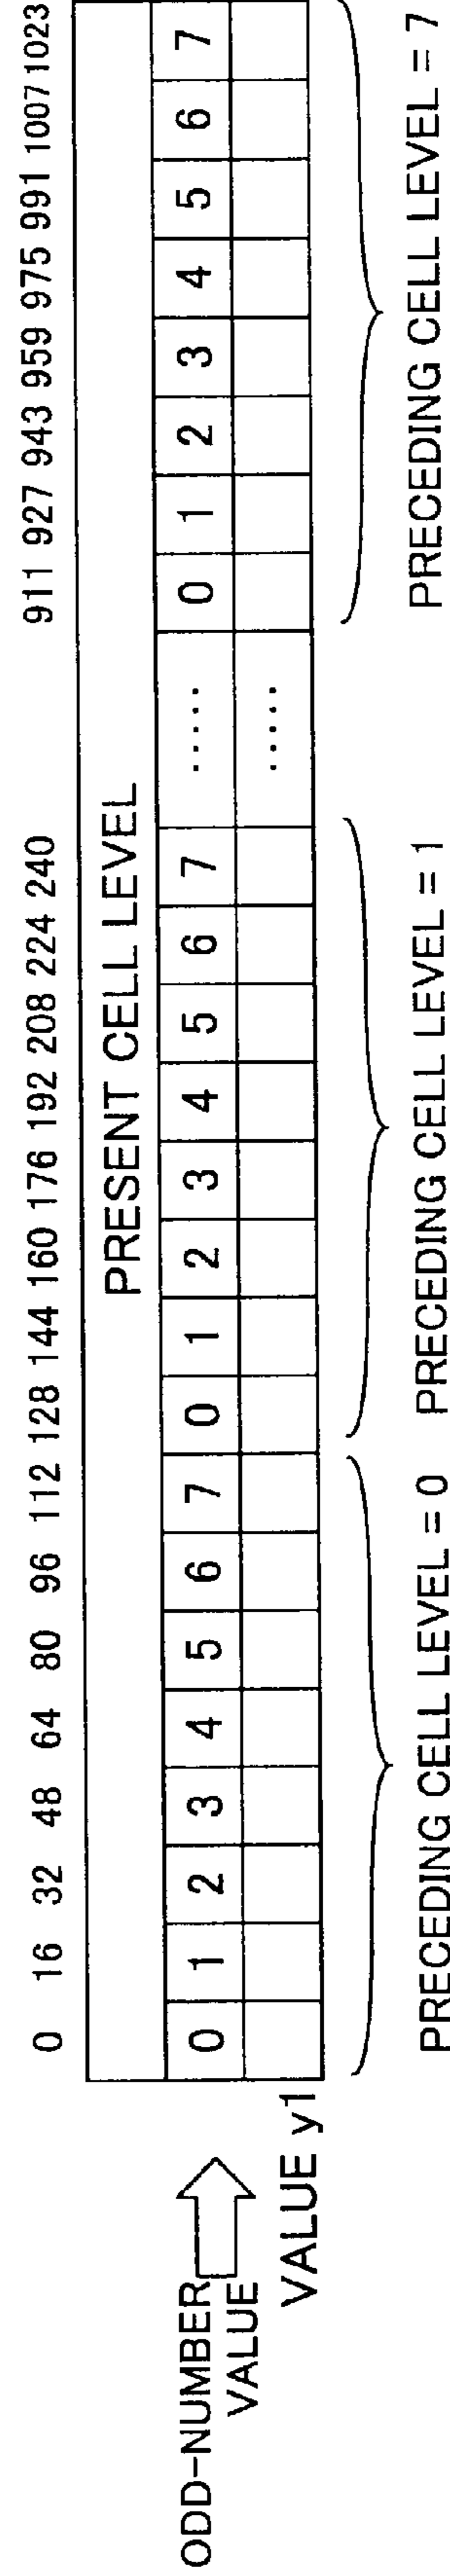 0 16 32 48 64 80 96 112 128 144 160 176 192 208 224 240 911 927 943 959 975 991 1007 1023
PRESENT CELL LEVEL
ODD-NUMBER VALUE
0 1 2 3 4 5 6 7 0 1 2 3 4 5 6 7 ..... 0 1 2 3 4 5 6 7
VALUE y1 .....
PRECEDING CELL LEVEL = 0 PRECEDING CELL LEVEL = 1 PRECEDING CELL LEVEL = 7